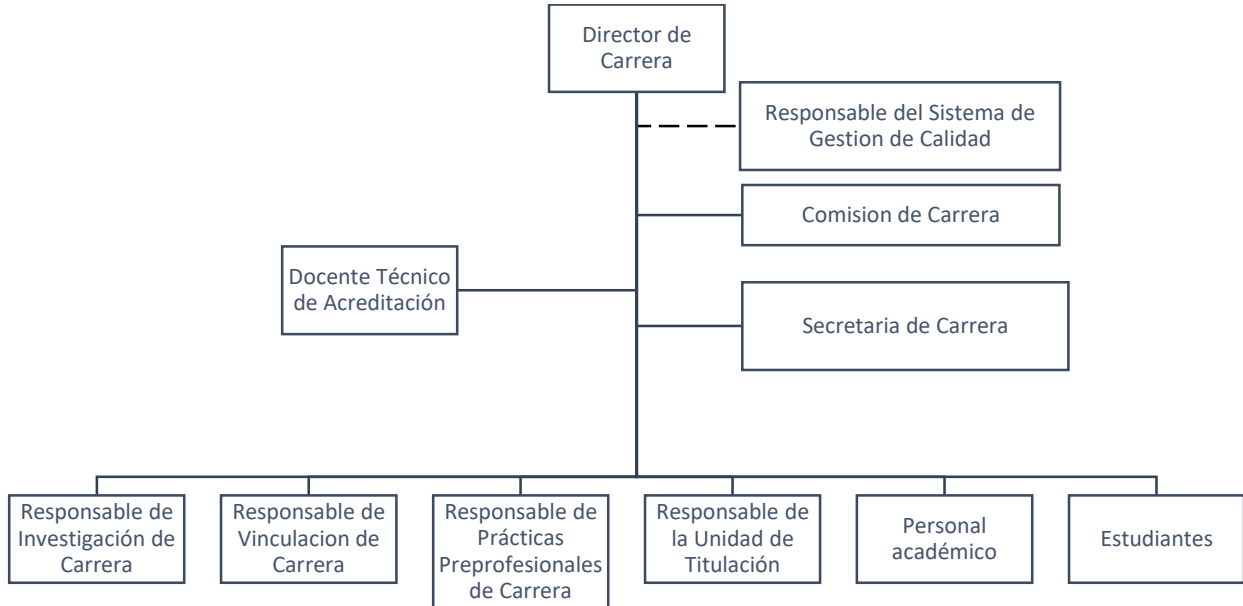 Director de
Carrera
Responsable del Sistema de
Gestion de Calidad
Comision de Carrera
Docente Técnico
de Acreditación
Secretaria de Carrera
Responsable de
Investigación de
Carrera
Responsable de
Vinculacion de
Carrera
Responsable de
Prácticas
Preprofesionales
de Carrera
Responsable de
la Unidad de
Titulación
Personal
académico
Estudiantes